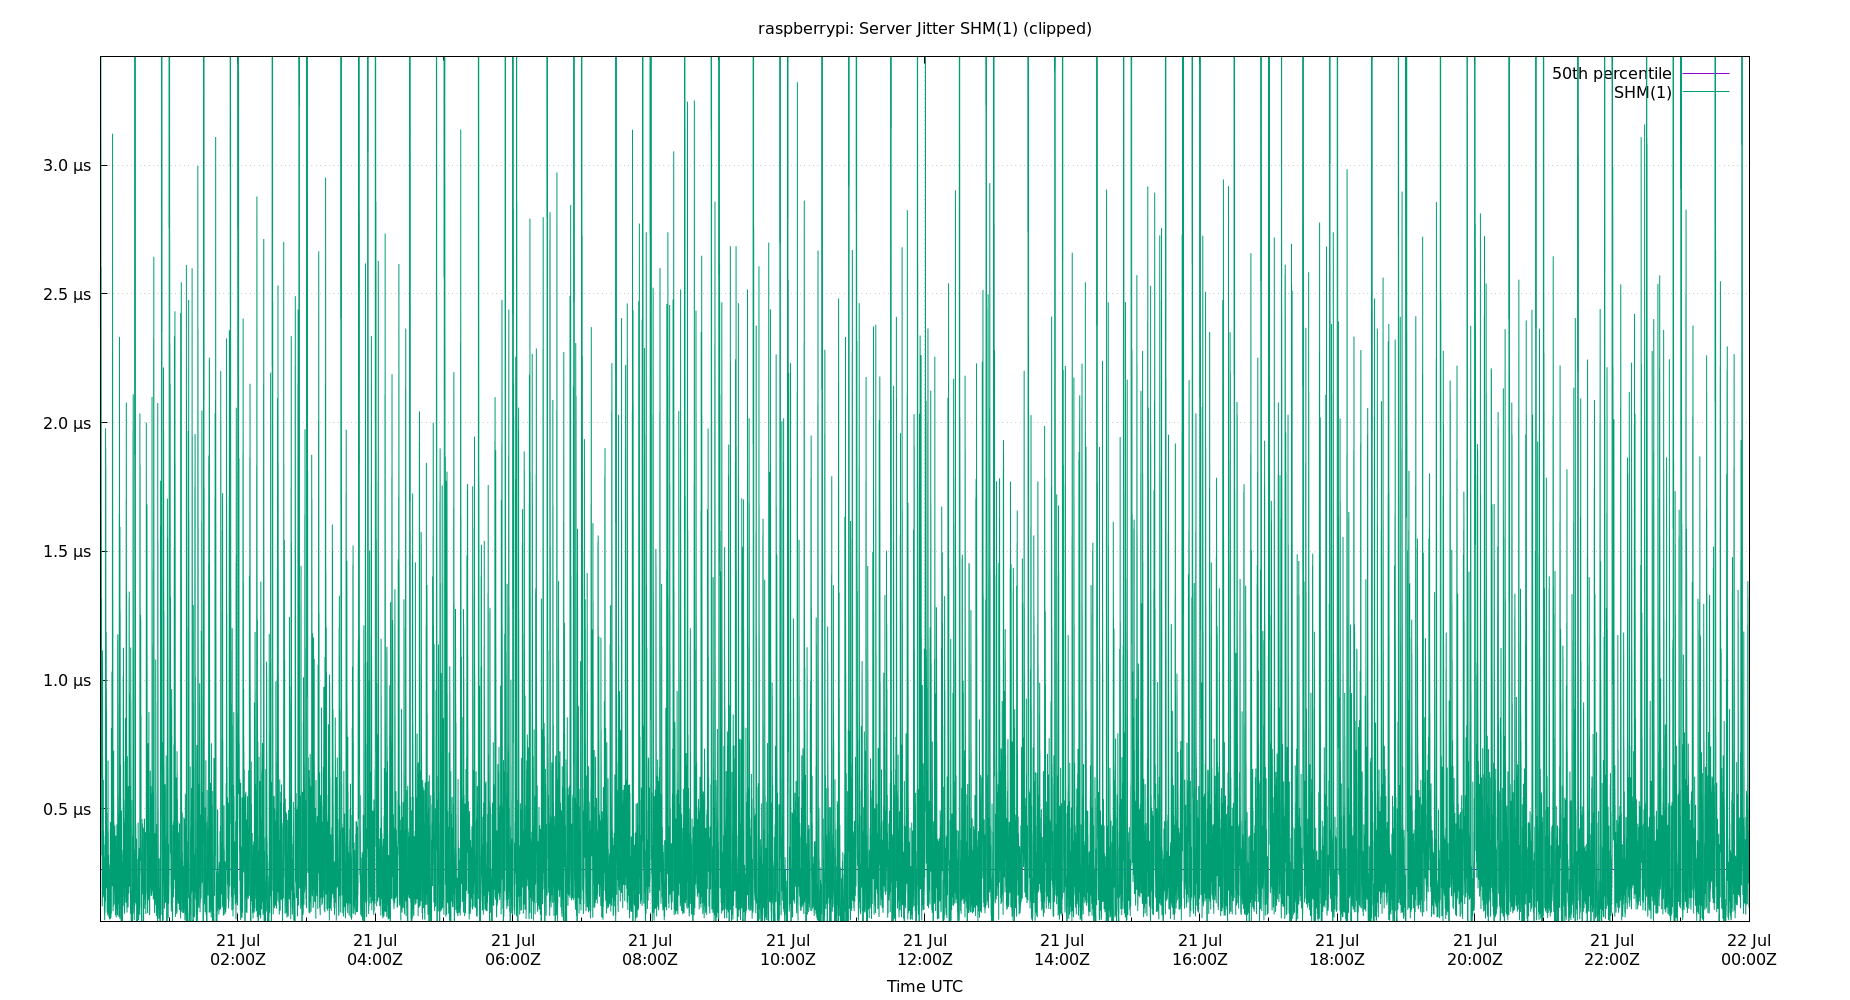 raspberrypi: Server Jitter SHM(1) (clipped)
50th percentile
SHM(1)
3.0 µs
2.5 µs
2.0 µs
1.5 µs
1.0 µs
0.5 µs
21 Jul 21 Jul 21 Jul 21 Jul 21 Jul 21 Jul 21 Jul 21 Jul 21 Jul 21 Jul 21 Jul 22 Jul
02:00Z 04:00Z 06:00Z 08:00Z 10:00Z 12:00Z 14:00Z 16:00Z 18:00Z 20:00Z 22:00Z 00:00Z
Time UTC